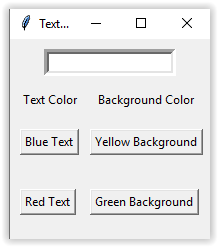 Text...
Text Color Background Color
Blue Text Yellow Background
Red Text Green Background